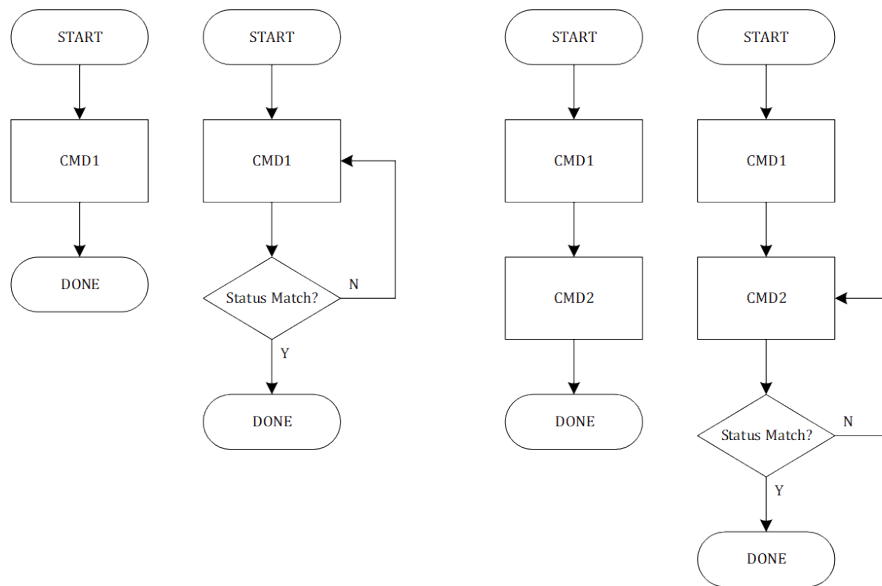 START
CMD1
DONE
START
CMD1
Status Match?
N
Y
DONE
START
CMD1
CMD2
DONE
START
CMD1
CMD2
Status Match?
N
Y
DONE